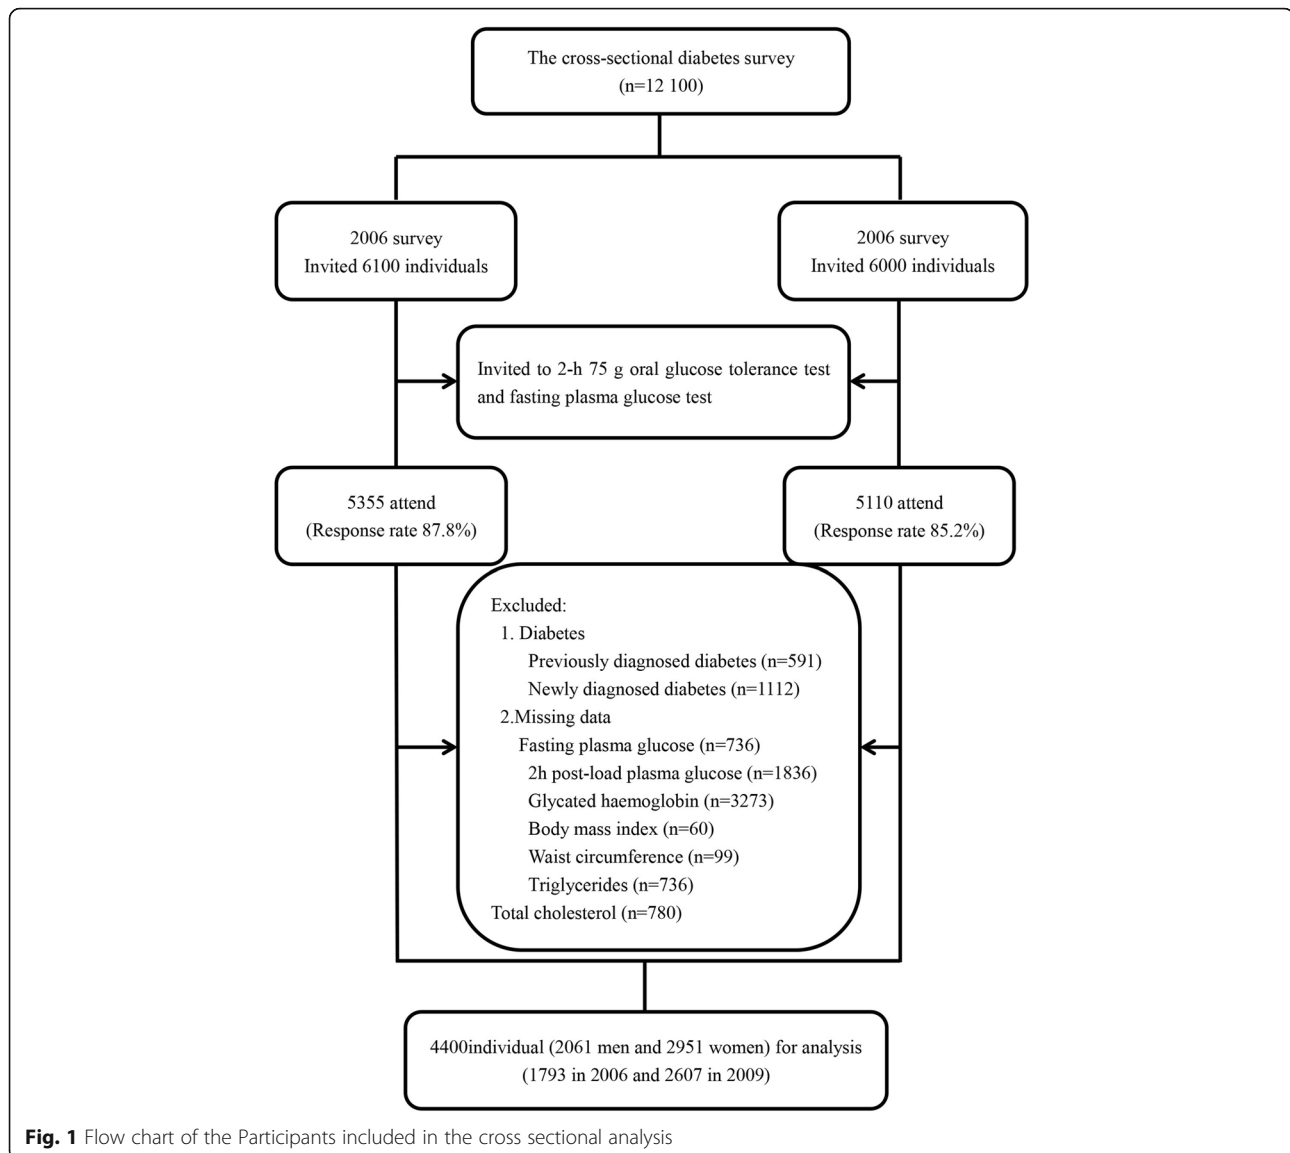 The cross-sectional diabetes survey
(n=12 100)
2006 survey
Invited 6100 individuals
2006 survey
Invited 6000 individuals
Invited to 2-h 75 g oral glucose tolerance test
and fasting plasma glucose test
5355 attend
(Response rate 87.8%)
5110 attend
(Response rate 85.2%)
Excluded:
1. Diabetes
Previously diagnosed diabetes (n=591)
Newly diagnosed diabetes (n=1112)
2.Missing data
Fasting plasma glucose (n=736)
2h post-load plasma glucose (n=1836)
Glycated haemoglobin (n=3273)
Body mass index (n=60)
Waist circumference (n=99)
Triglycerides (n=736)
Total cholesterol (n=780)
4400individual (2061 men and 2951 women) for analysis
(1793 in 2006 and 2607 in 2009)
Fig. 1 Flow chart of the Participants included in the cross sectional analysis